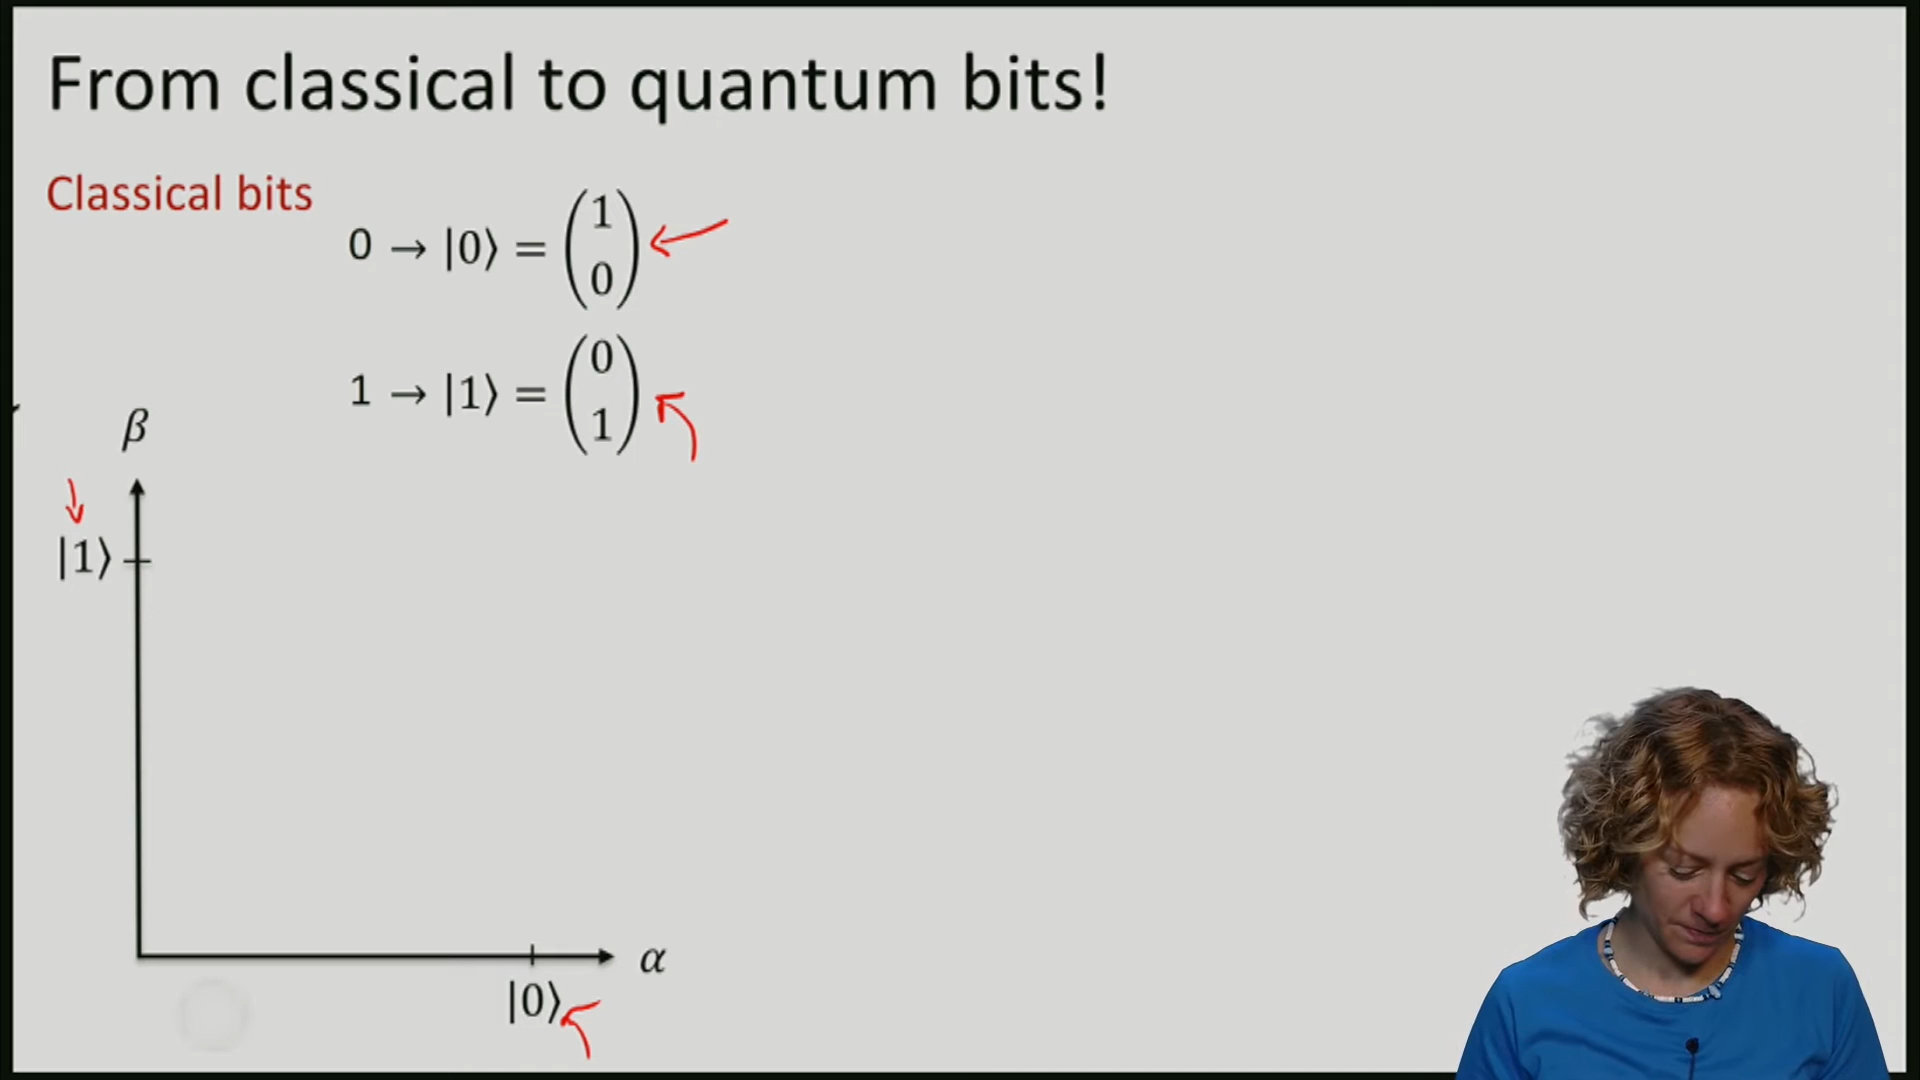 From classical to quantum bits!
Classical bits
0 → |0⟩ = (1 0)
1 → |1⟩ = (0 1)
β
|1⟩
α
|0⟩